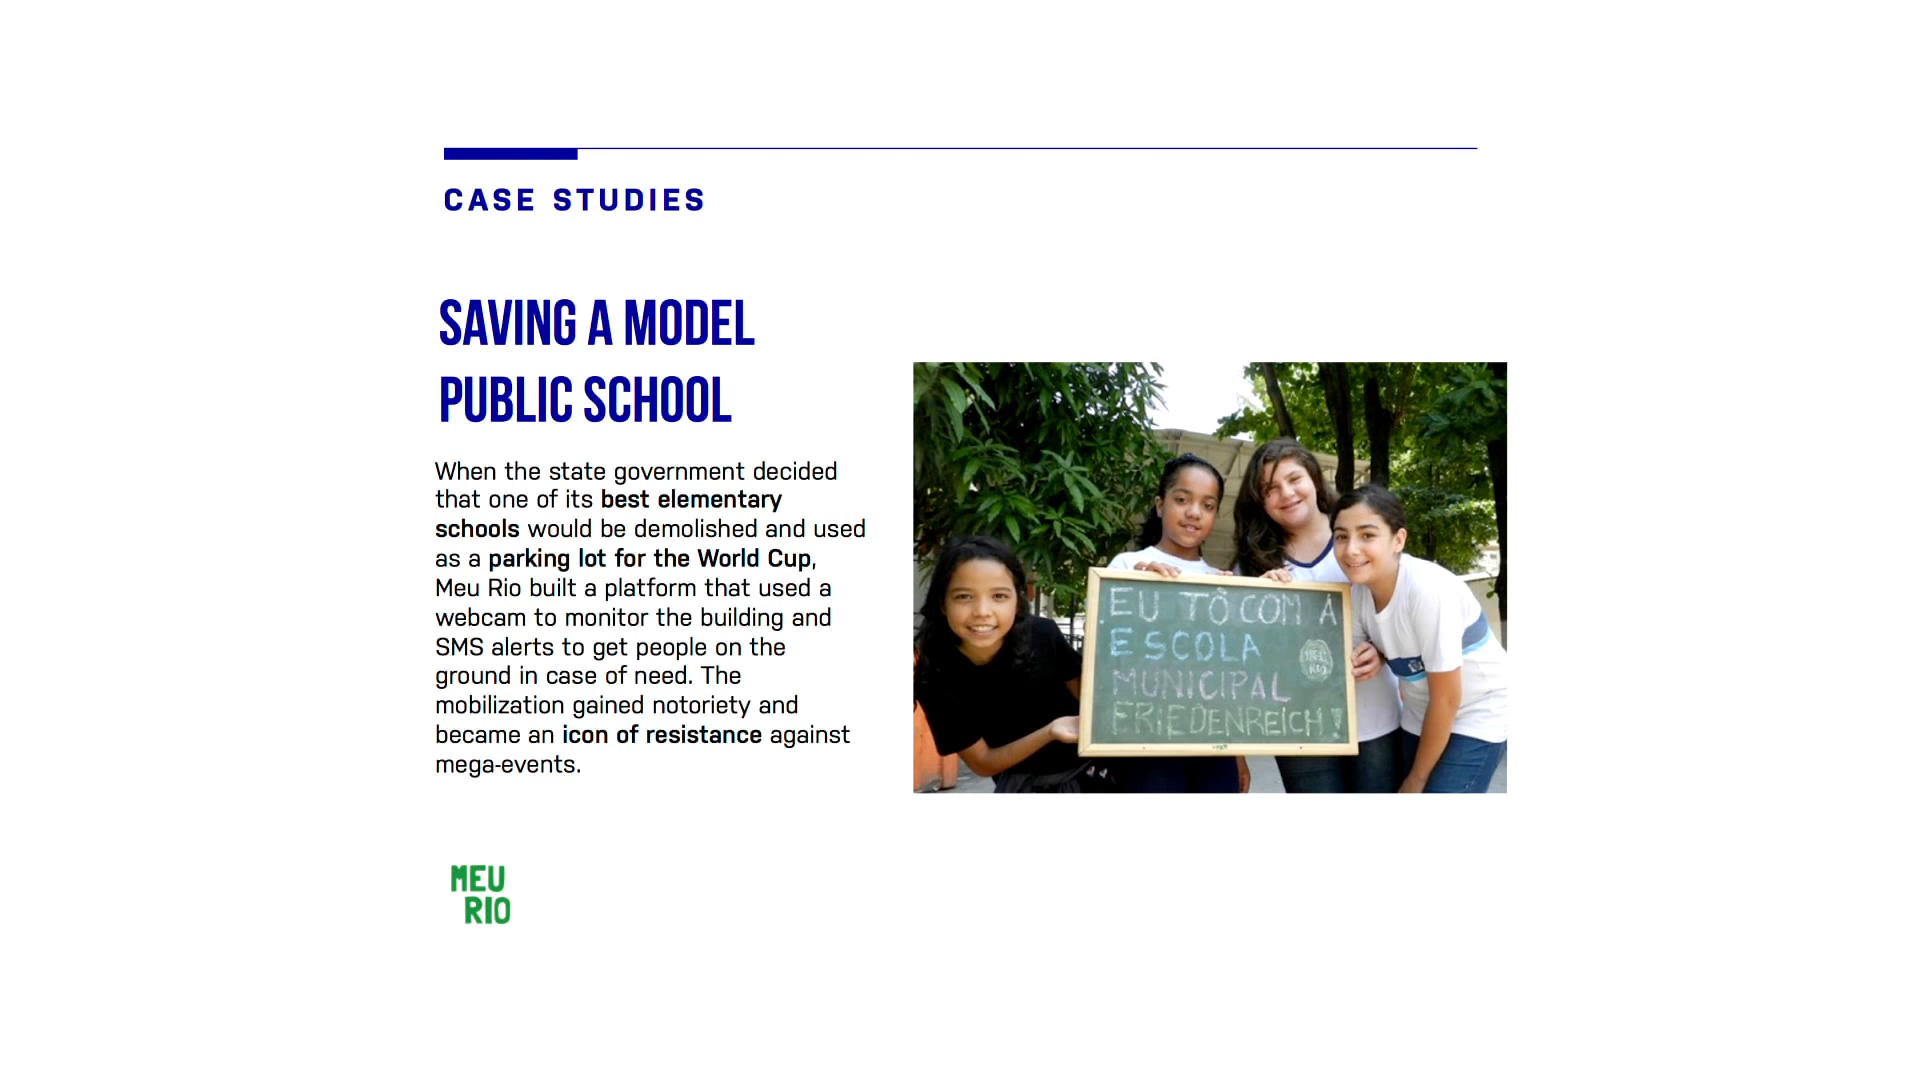 CASE STUDIES
SAVING A MODEL
PUBLIC SCHOOL
When the state government decided
that one of its best elementary
schools would be demolished and used
as a parking lot for the World Cup,
Meu Rio built a platform that used a
webcam to monitor the building and
SMS alerts to get people on the
ground in case of need. The
mobilization gained notoriety and
became an icon of resistance against
mega-events.
EU TÔ COM A
ESCOLA
MUNICIPAL
FRIEDENREICH!
MEU
RIO
MEU
RIO